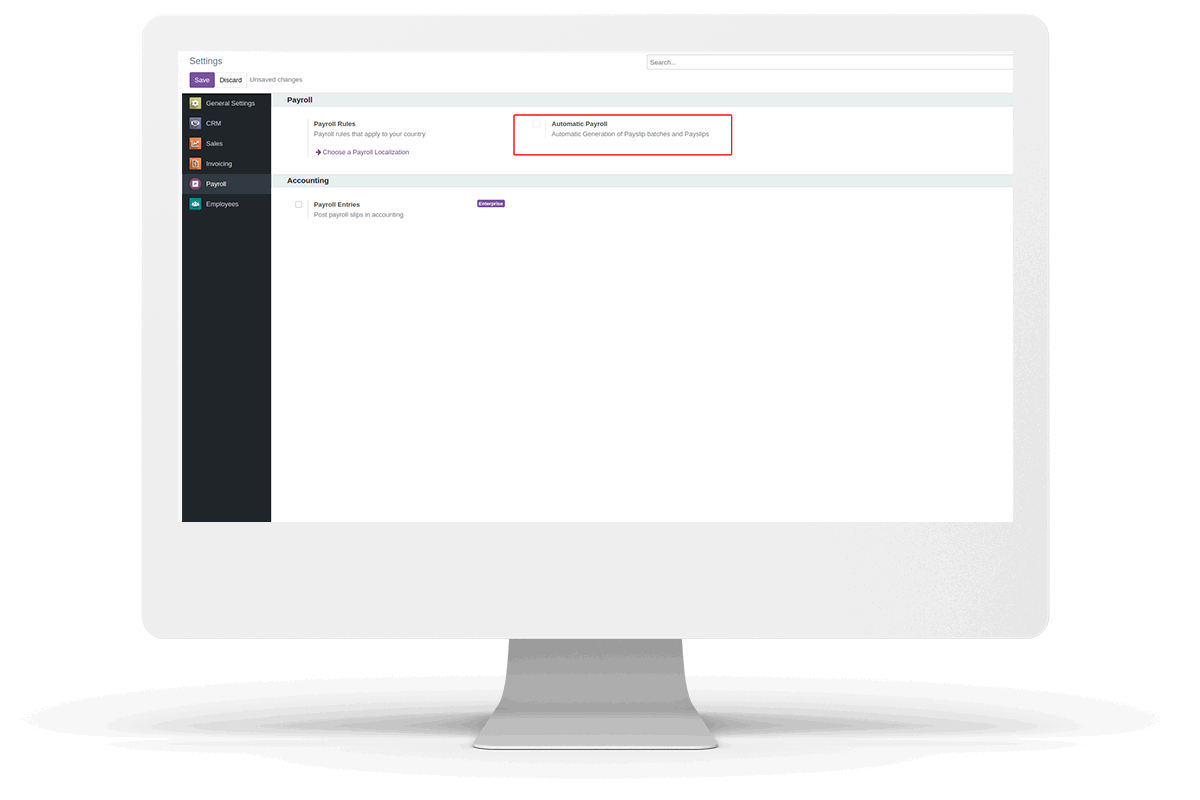 Settings
Search...
Save Discard Unsaved changes
General Settings
CRM
Sales
Invoicing
Payroll
Employees
Payroll
Payroll Rules
Payroll rules that apply to your country
Choose a Payroll Localization
Automatic Payroll
Automatic Generation of Payslip batches and Payslips
Accounting
Payroll Entries
Enterprise
Post payroll slips in accounting